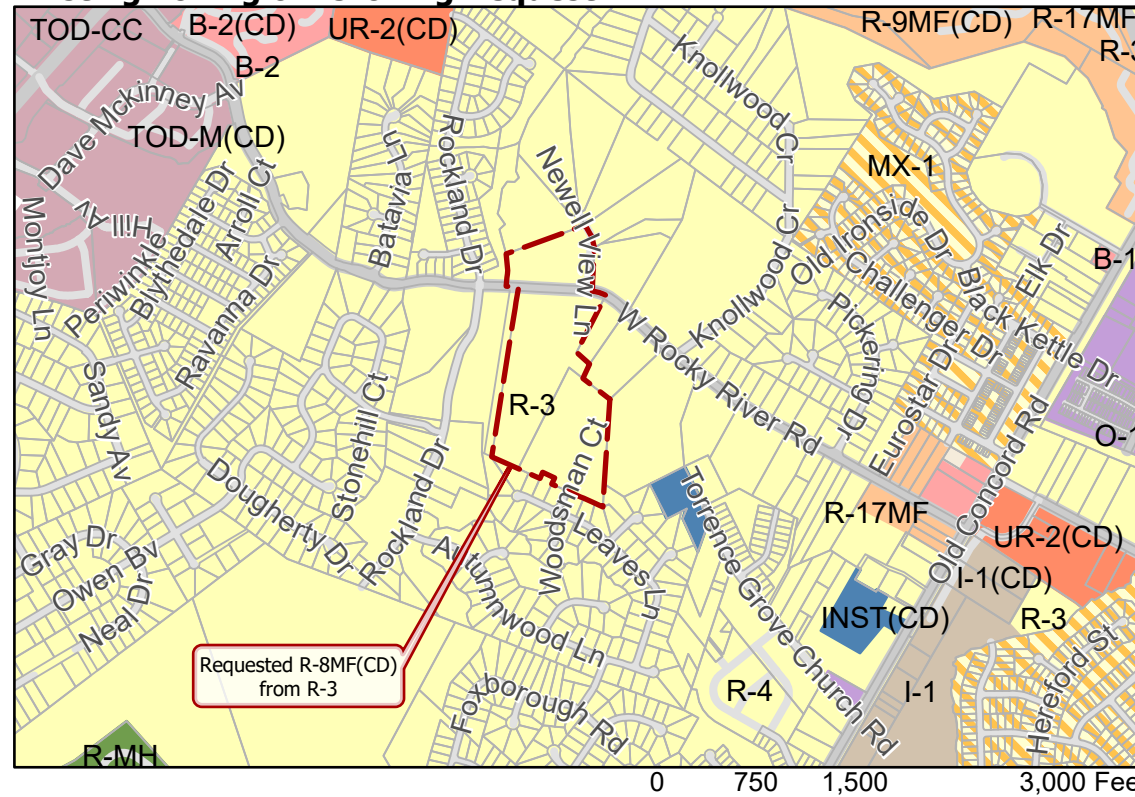 TOD-CC
B-2(CD)
UR-2(CD)
R-9MF(CD)
R-17MF
B-2
Knollwood Cr
Dave Mckinney Av
TOD-M(CD)
Batavia Ln
Rockland Dr
Newell View Ln
MX-1
Hill Av
Montjoy Ln
Periwinkle
Blythedale Dr
Arroll Ct
Ravanna Dr
Knollwood Cr
Old Ironside Dr
Challenger Dr
Black Kettle Dr
Elk Dr
Pickering Dr
W Rocky River Rd
Sandy Av
Stonehill Ct
R-3
Eurostar Dr
Dougherty Dr
Rockland Dr
Woodsman Ct
Leaves Ln
Torrence Grove Church Rd
R-17MF
Old Concord Rd
UR-2(CD)
Gray Dr
Owen Bv
Neal Dr
Autumnwood Ln
I-1(CD)
INST(CD)
R-3
Requested R-8MF(CD)
from R-3
R-4
I-1
Foxborough Rd
Hereford St
R-MH
0 750 1,500 3,000